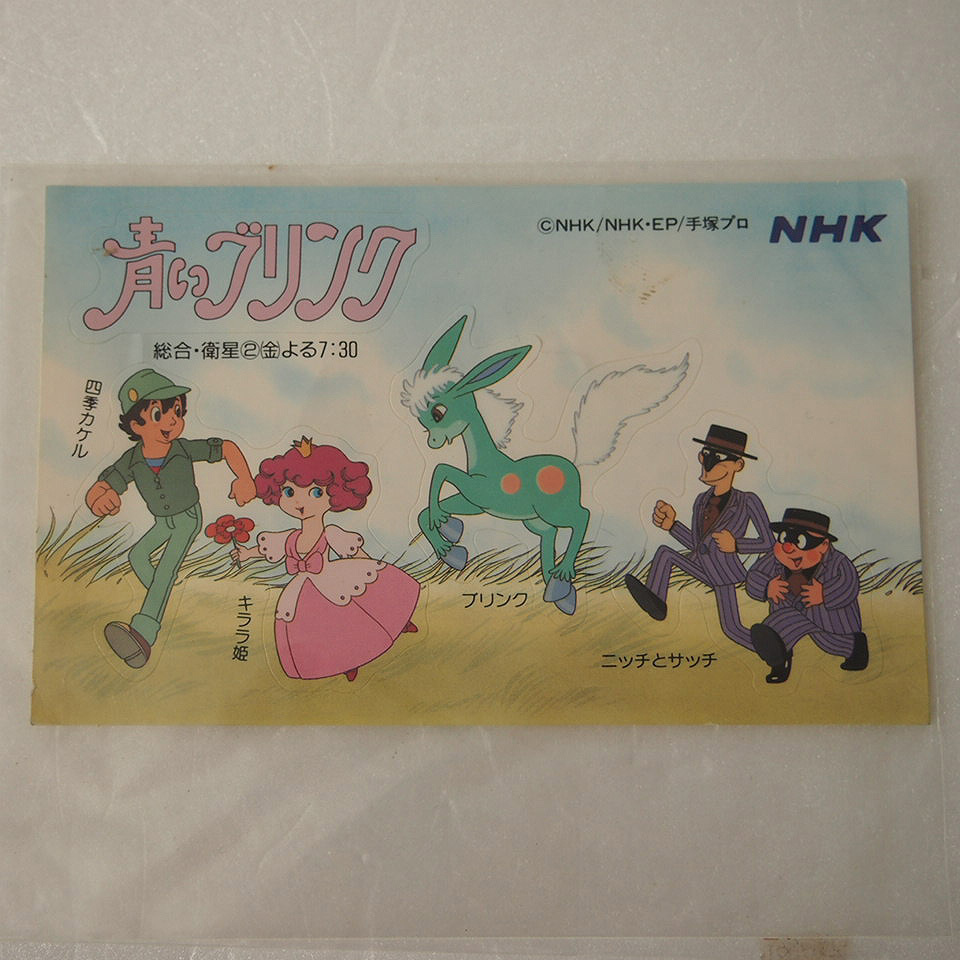 青いブリンク
©NHK/NHK・EP/手塚プロ
NHK
総合・衛星②㊎よる7:30
四季カケル
キララ姫
ブリンク
ニッチとサッチ